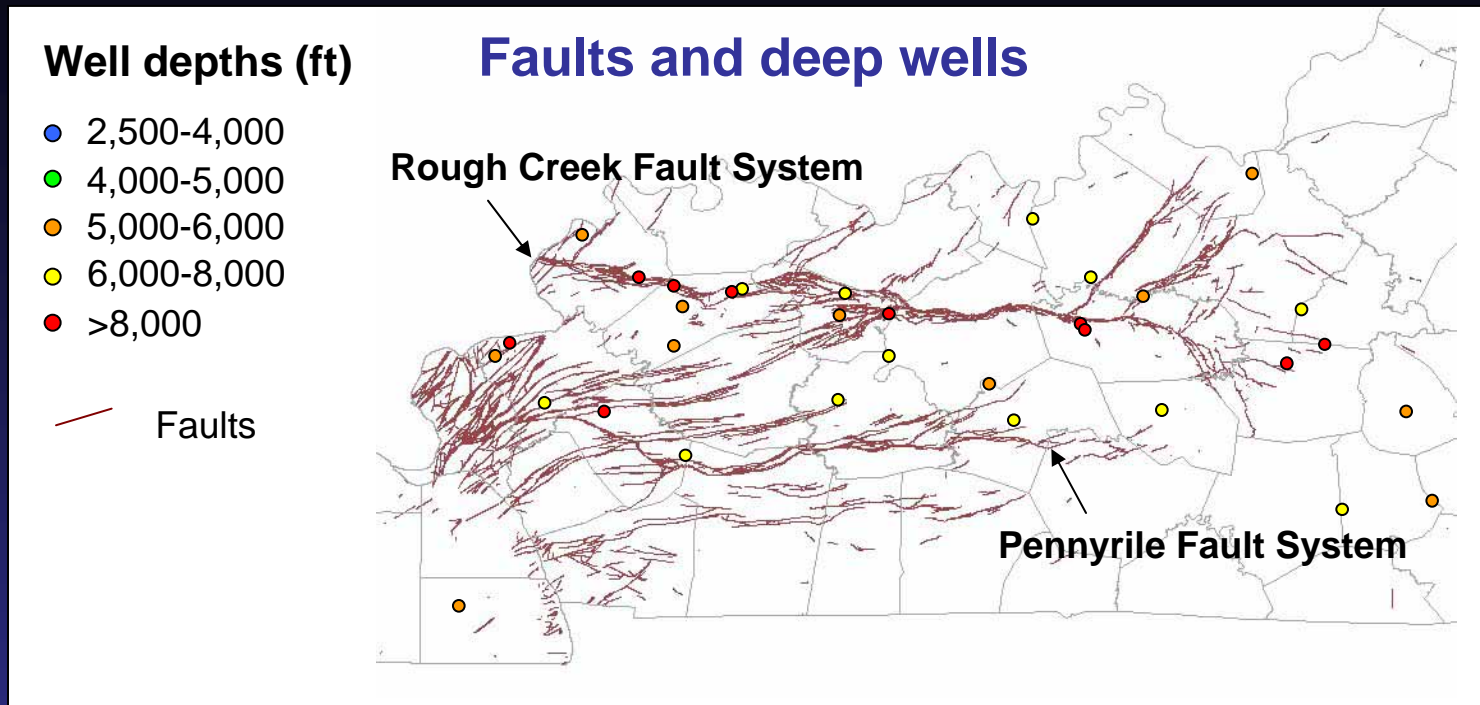 Faults and deep wells
Well depths (ft)
2,500-4,000
4,000-5,000
5,000-6,000
6,000-8,000
>8,000
Faults
Rough Creek Fault System
Pennyrile Fault System